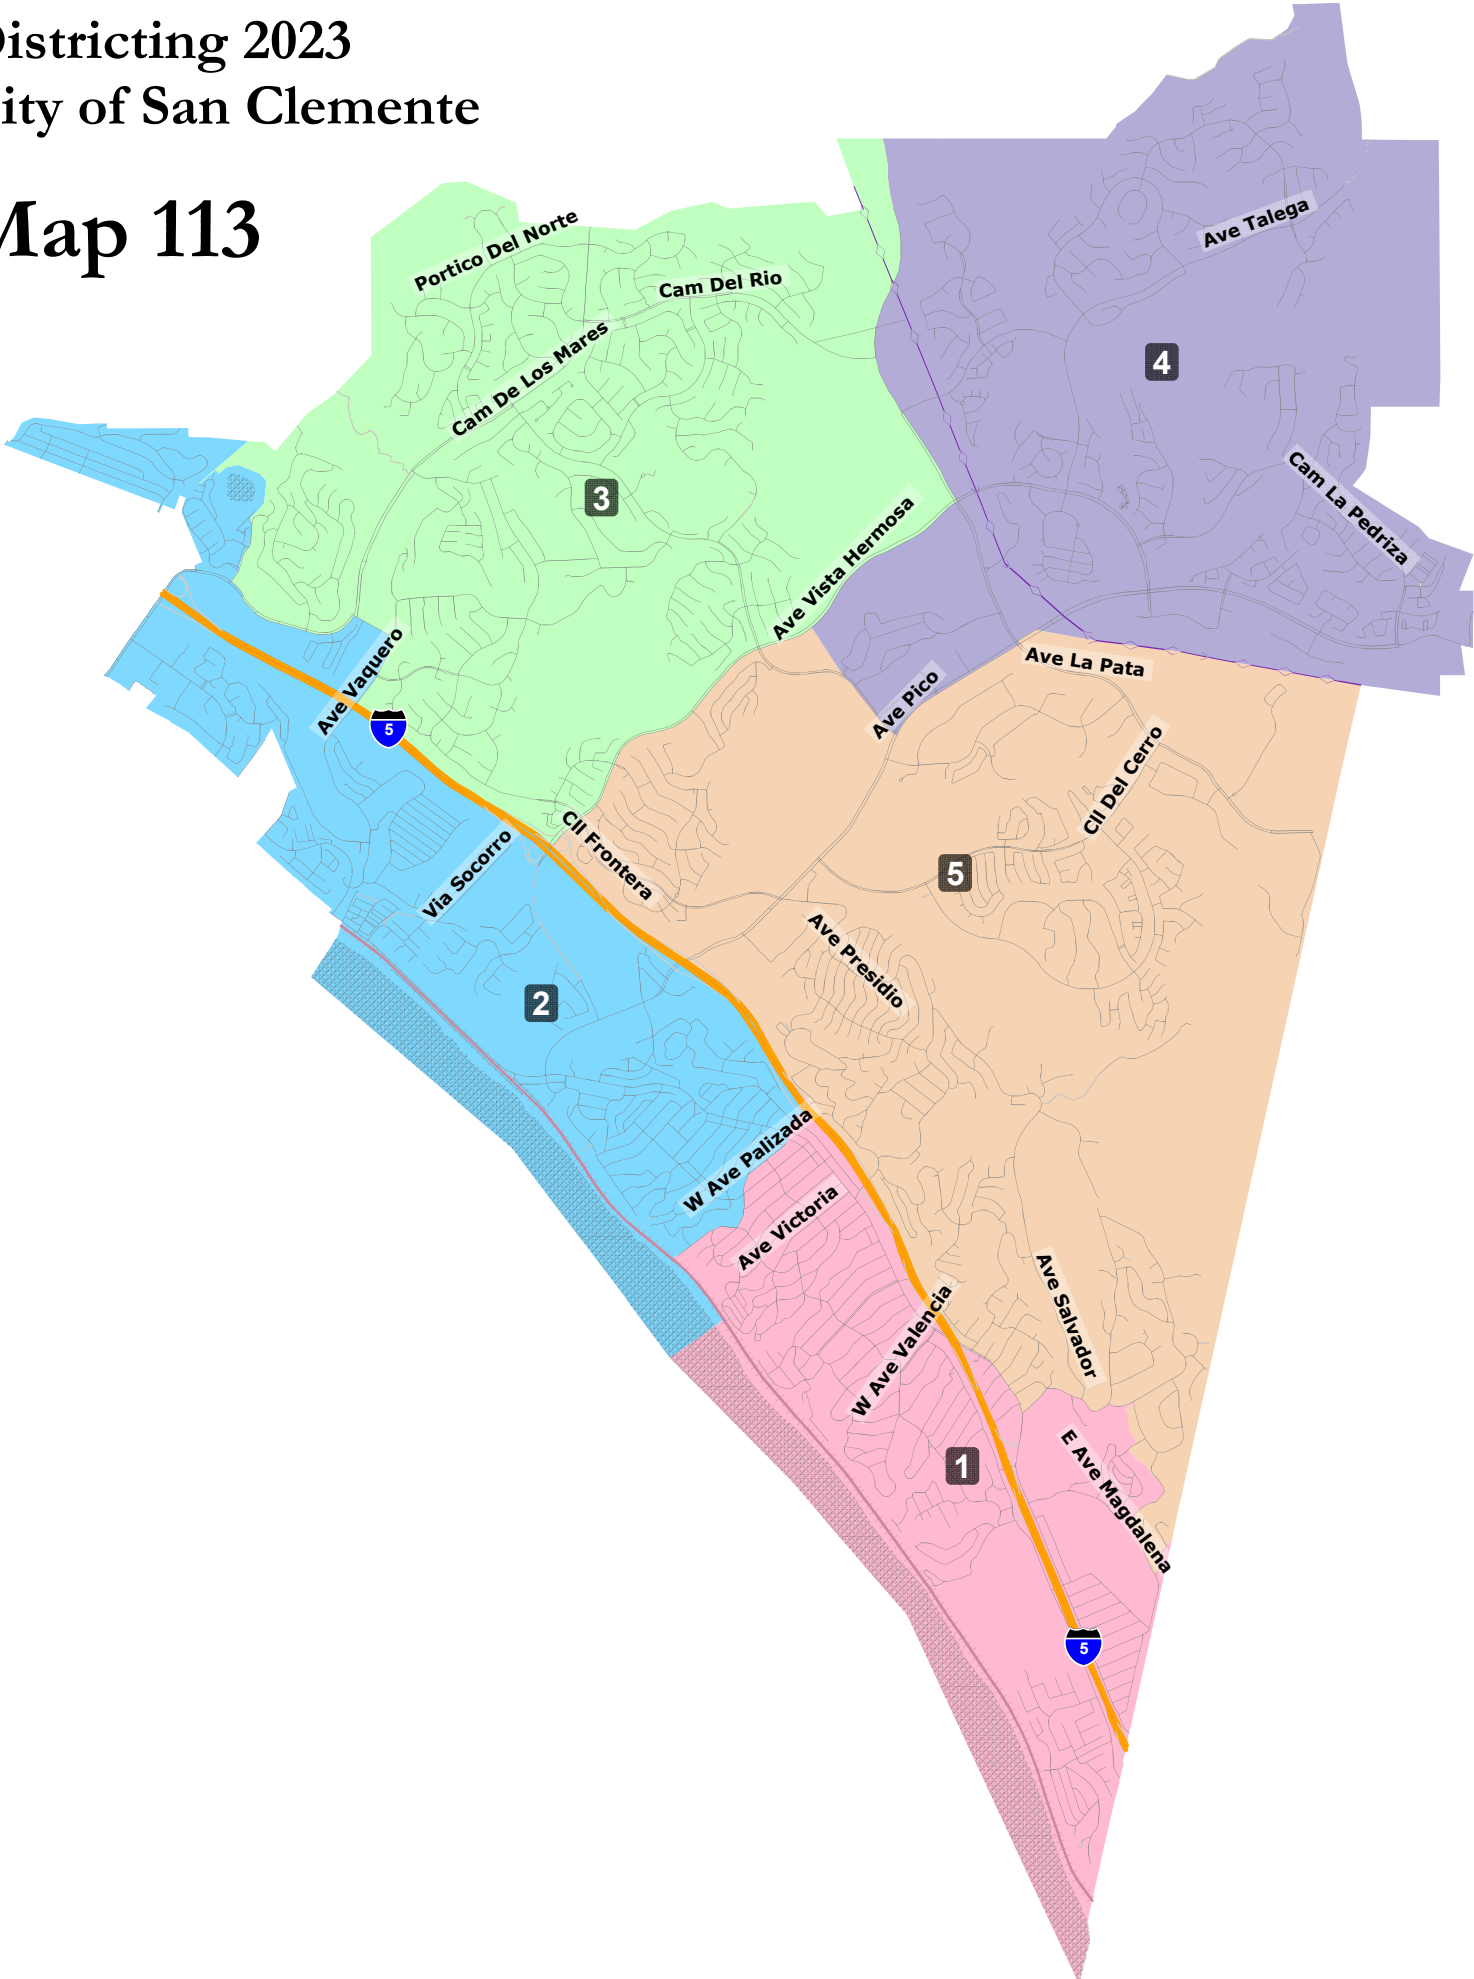 Districting 2023
ity of San Clemente
Map 113
Portico Del Norte
Cam Del Rio
Ave Talega
Cam De Los Mares
4
3
Cam La Pedriza
Ave Vista Hermosa
Ave Vaquero
5
Ave La Pata
Ave Pico
Cll Del Cerro
Cll Frontera
Via Socorro
5
Ave Presidio
2
W Ave Palizada
Ave Victoria
Ave Salvador
W Ave Valencia
1
E Ave Magdalena
5